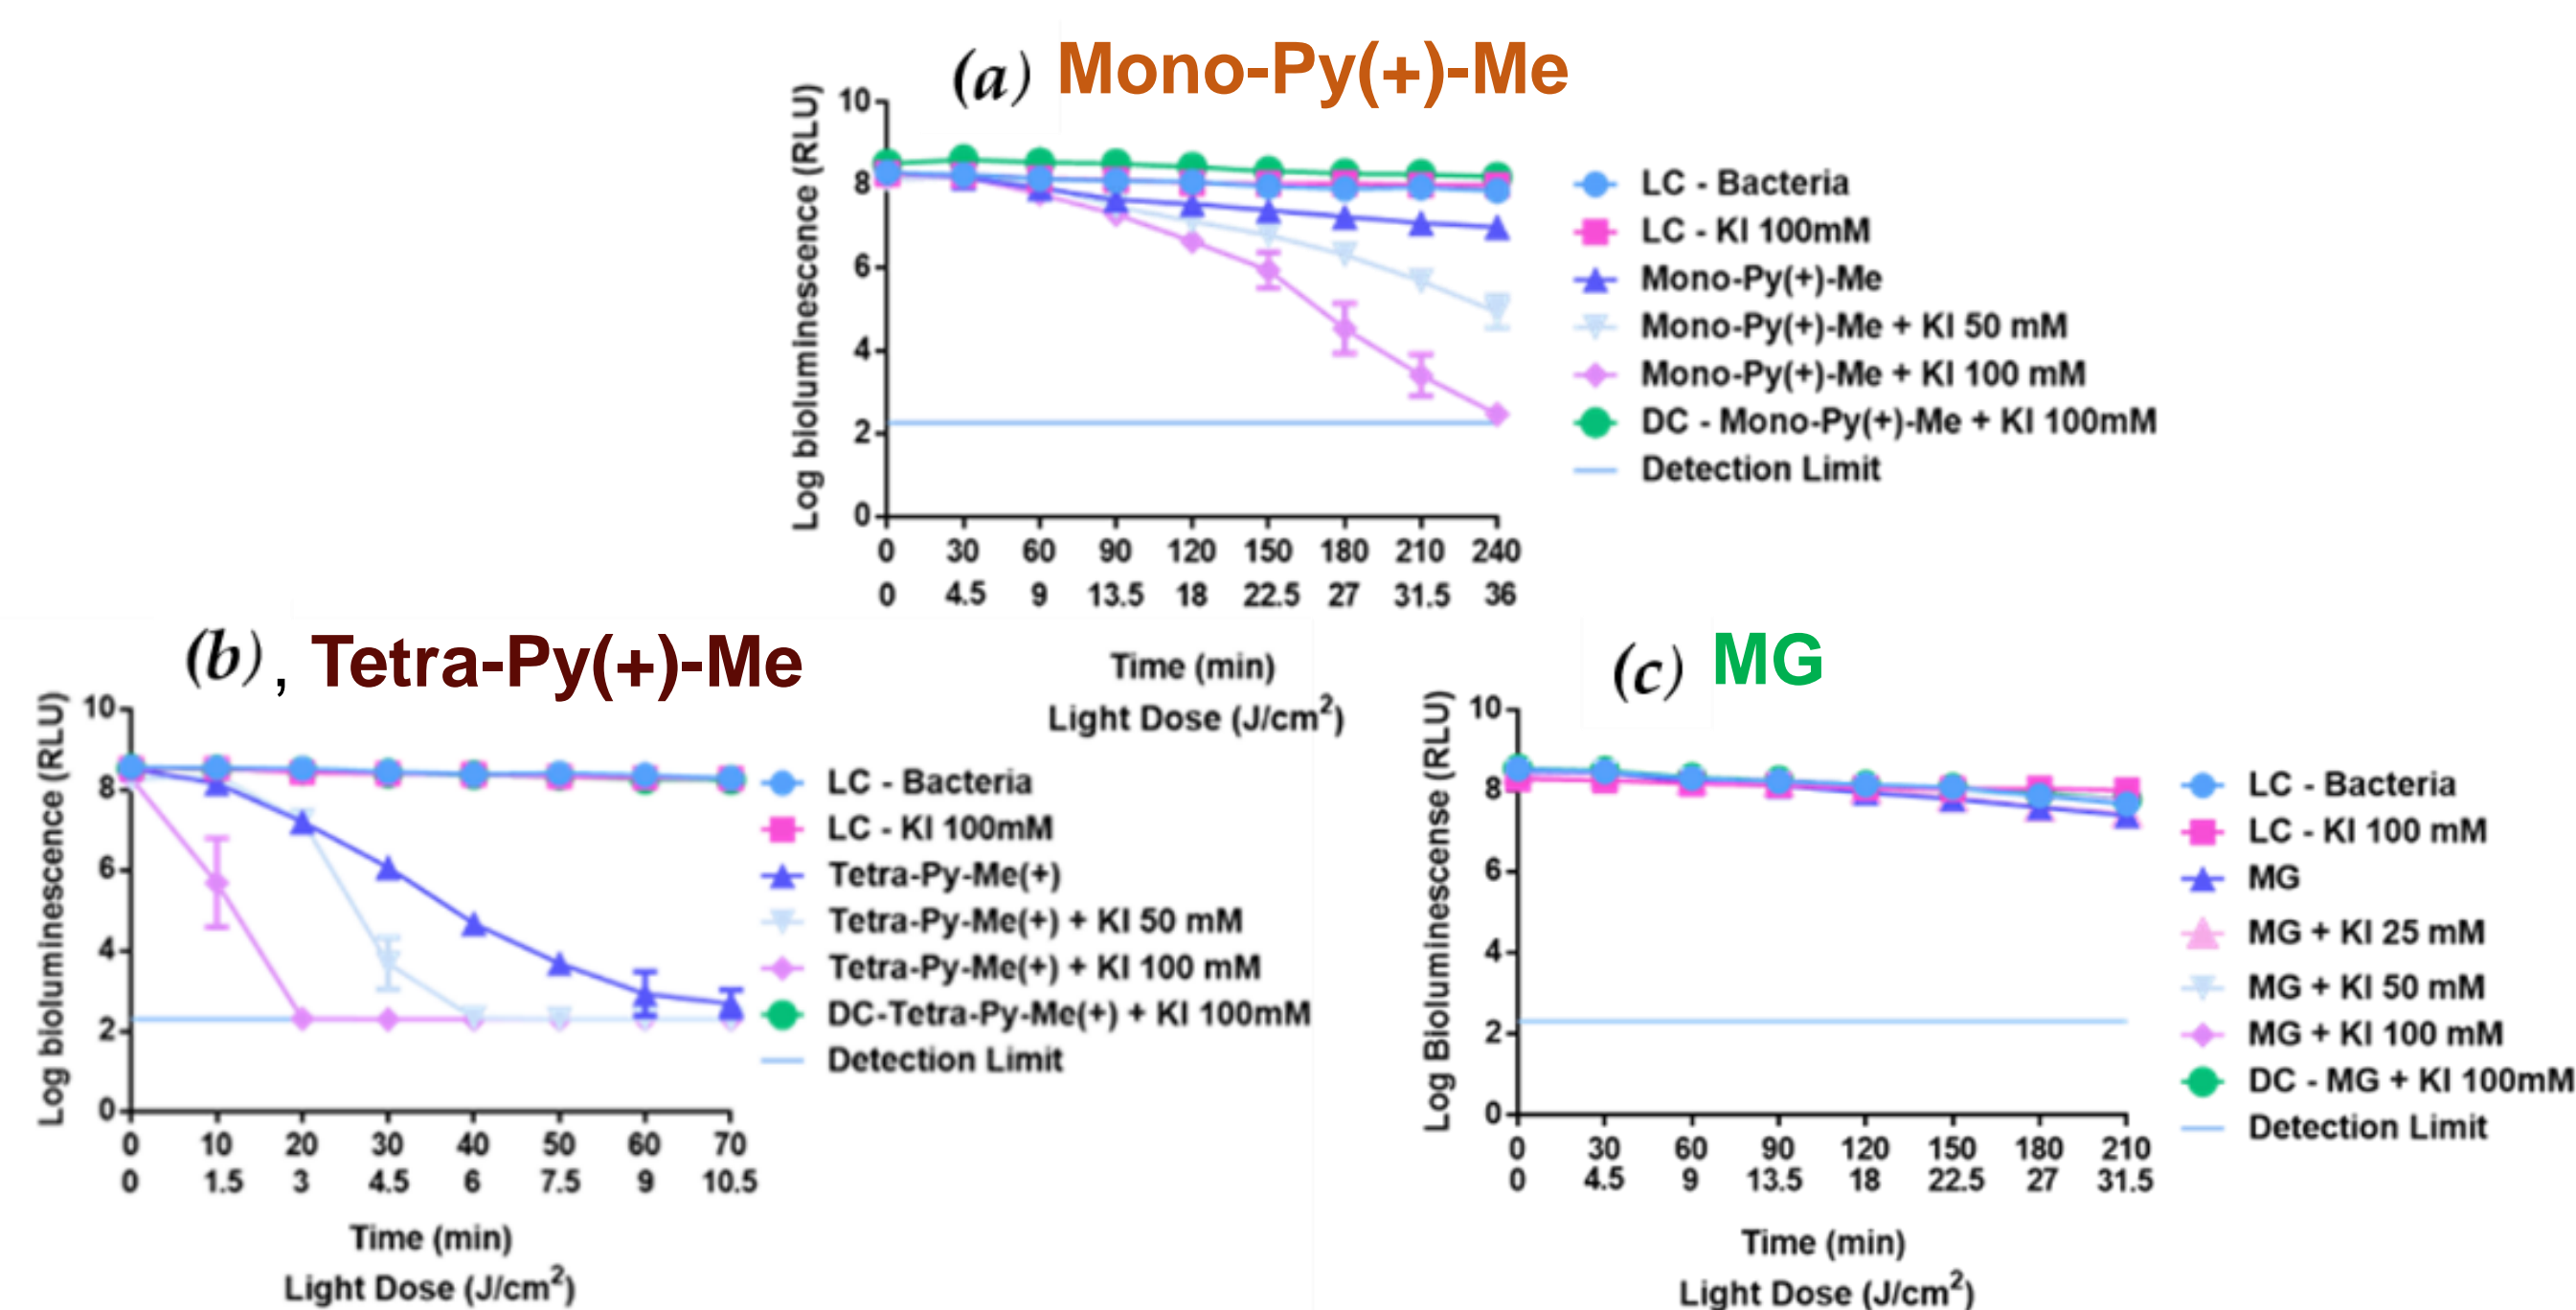 (a) Mono-Py(+)-Me
Log bioluminescence (RLU)
10
8
6
4
2
0
0 30 60 90 120 150 180 210 240
0 4.5 9 13.5 18 22.5 27 31.5 36
Time (min)
Light Dose (J/cm²)
LC - Bacteria
LC - KI 100mM
Mono-Py(+)-Me
Mono-Py(+)-Me + KI 50 mM
Mono-Py(+)-Me + KI 100 mM
DC - Mono-Py(+)-Me + KI 100mM
Detection Limit
(b) , Tetra-Py(+)-Me
Log bioluminescence (RLU)
10
8
6
4
2
0
0 10 20 30 40 50 60 70
0 1.5 3 4.5 6 7.5 9 10.5
Time (min)
Light Dose (J/cm²)
LC - Bacteria
LC - KI 100mM
Tetra-Py-Me(+)
Tetra-Py-Me(+) + KI 50 mM
Tetra-Py-Me(+) + KI 100 mM
DC-Tetra-Py-Me(+) + KI 100mM
Detection Limit
(c) MG
Log Bioluminescense (RLU)
10
8
6
4
2
0
0 30 60 90 120 150 180 210
0 4.5 9 13.5 18 22.5 27 31.5
Time (min)
Light Dose (J/cm²)
LC - Bacteria
LC - KI 100 mM
MG
MG + KI 25 mM
MG + KI 50 mM
MG + KI 100 mM
DC - MG + KI 100mM
Detection Limit